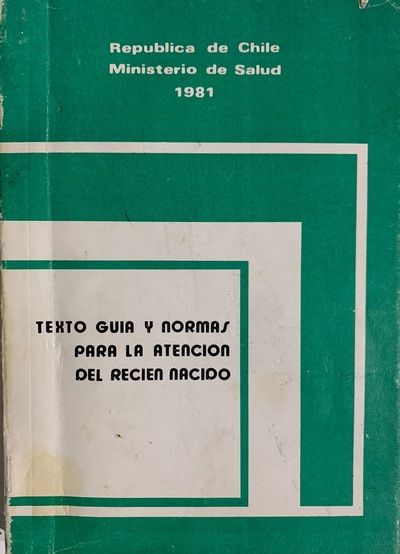 Republica de Chile
Ministerio de Salud
1981
TEXTO GUIA Y NORMAS
PARA LA ATENCION
DEL RECIEN NACIDO